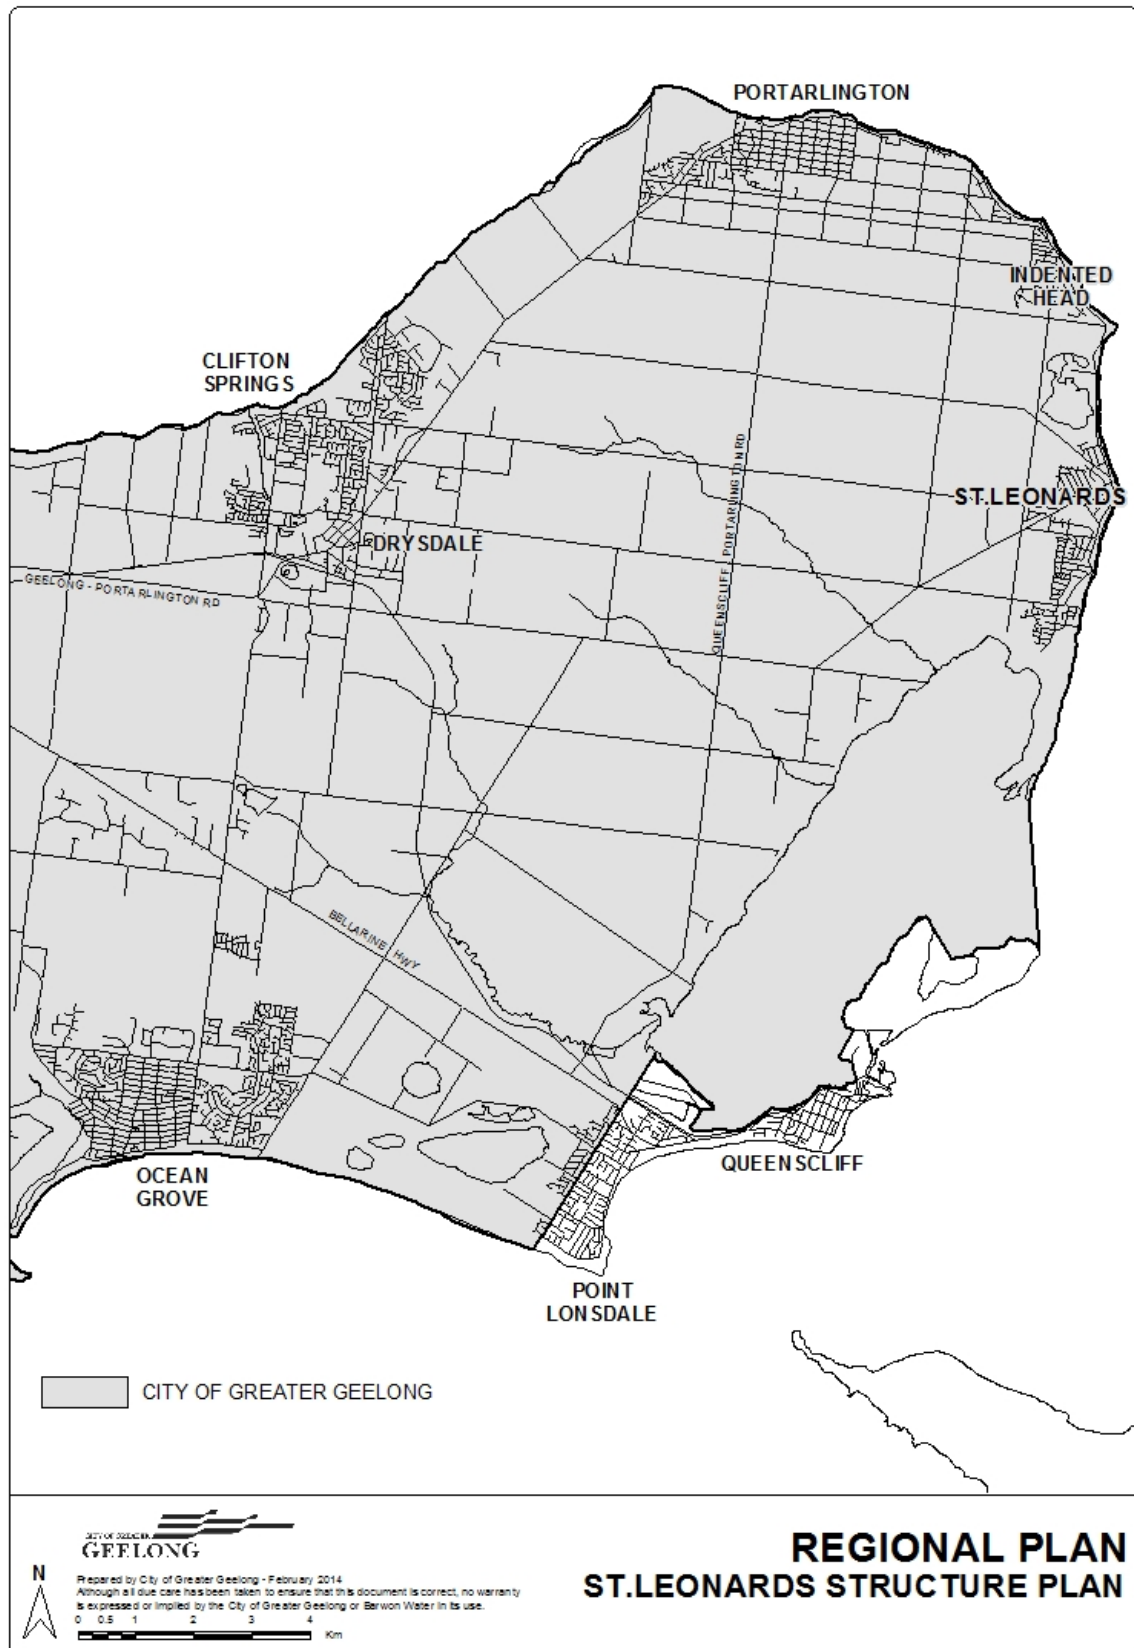 PORTARLINGTON
INDENTED
HEAD
CLIFTON
SPRINGS
ST.LEONARDS
DRYSDALE
QUEENSCLIFF - PORTARLINGTON RD
GEELONG - PORTARLINGTON RD
BELLARINE HWY
OCEAN
GROVE
QUEENSCLIFF
POINT
LONSDALE
CITY OF GREATER GEELONG
CITY OF GREATER
GEELONG
REGIONAL PLAN
ST.LEONARDS STRUCTURE PLAN
N
Prepared by City of Greater Geelong - February 2014
Although all due care has been taken to ensure that this document is correct, no warranty
is expressed or implied by the City of Greater Geelong or Barwon Water in its use.
0 0.5 1 2 3 4
Km